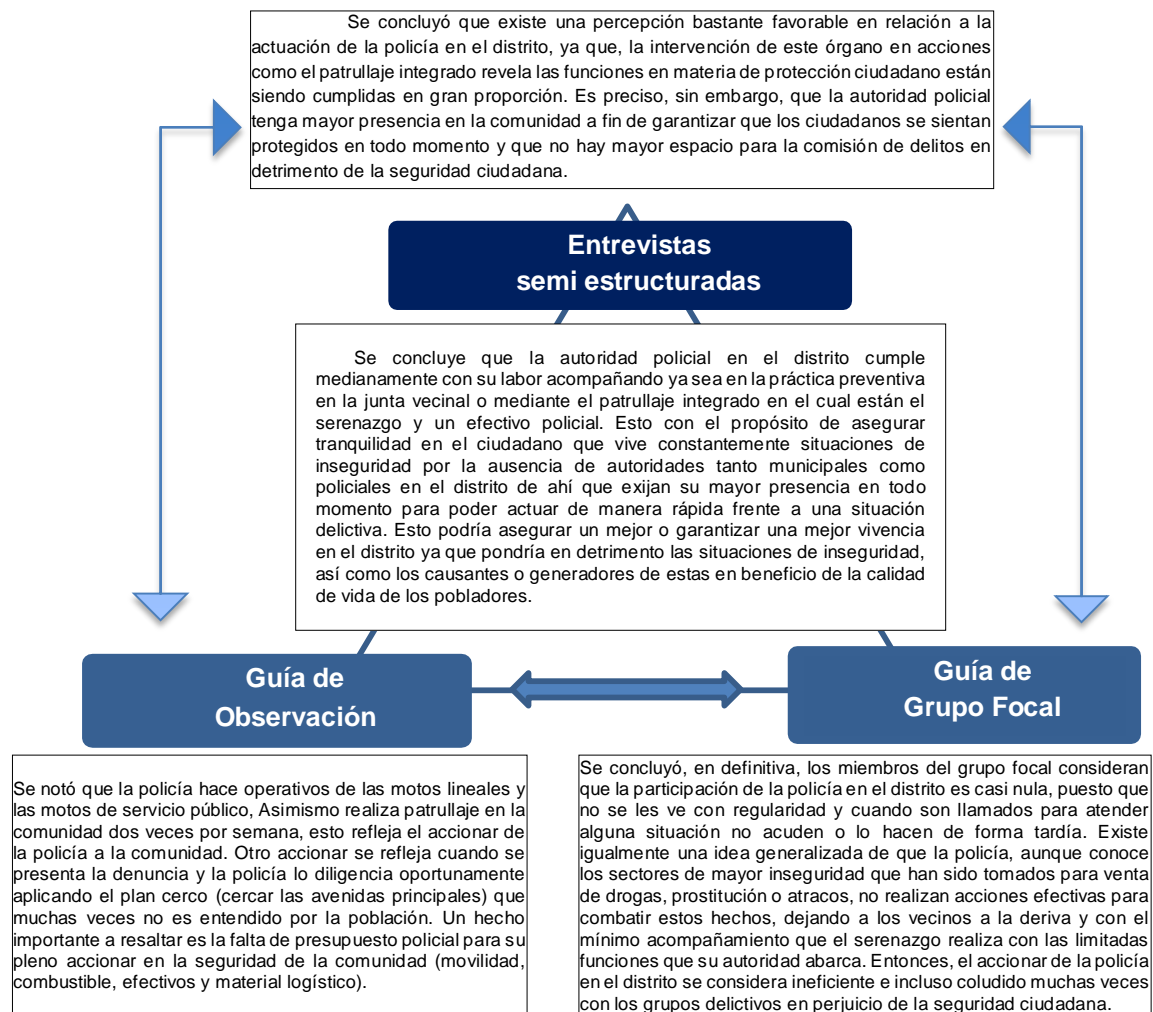 Se concluyó que existe una percepción bastante favorable en relación a la
actuación de la policía en el distrito, ya que, la intervención de este órgano en acciones
como el patrullaje integrado revela las funciones en materia de protección ciudadano están
siendo cumplidas en gran proporción. Es preciso, sin embargo, que la autoridad policial
tenga mayor presencia en la comunidad a fin de garantizar que los ciudadanos se sientan
protegidos en todo momento y que no hay mayor espacio para la comisión de delitos en
detrimento de la seguridad ciudadana.
Entrevistas
semi estructuradas
Se concluye que la autoridad policial en el distrito cumple
medianamente con su labor acompañando ya sea en la práctica preventiva
en la junta vecinal o mediante el patrullaje integrado en el cual están el
serenazgo y un efectivo policial. Esto con el propósito de asegurar
tranquilidad en el ciudadano que vive constantemente situaciones de
inseguridad por la ausencia de autoridades tanto municipales como
policiales en el distrito de ahí que exijan su mayor presencia en todo
momento para poder actuar de manera rápida frente a una situación
delictiva. Esto podría asegurar un mejor o garantizar una mejor vivencia
en el distrito ya que pondría en detrimento las situaciones de inseguridad,
así como los causantes o generadores de estas en beneficio de la calidad
de vida de los pobladores.
Guía de
Observación
Guía de
Grupo Focal
Se notó que la policía hace operativos de las motos lineales y
las motos de servicio público, Asimismo realiza patrullaje en la
comunidad dos veces por semana, esto refleja el accionar de
la policía a la comunidad. Otro accionar se refleja cuando se
presenta la denuncia y la policía lo diligencia oportunamente
aplicando el plan cerco (cercar las avenidas principales) que
muchas veces no es entendido por la población. Un hecho
importante a resaltar es la falta de presupuesto policial para su
pleno accionar en la seguridad de la comunidad (movilidad,
combustible, efectivos y material logístico).
Se concluyó, en definitiva, los miembros del grupo focal consideran
que la participación de la policía en el distrito es casi nula, puesto que
no se les ve con regularidad y cuando son llamados para atender
alguna situación no acuden o lo hacen de forma tardía. Existe
igualmente una idea generalizada de que la policía, aunque conoce
los sectores de mayor inseguridad que han sido tomados para venta
de drogas, prostitución o atracos, no realizan acciones efectivas para
combatir estos hechos, dejando a los vecinos a la deriva y con el
mínimo acompañamiento que el serenazgo realiza con las limitadas
funciones que su autoridad abarca. Entonces, el accionar de la policía
en el distrito se considera ineficiente e incluso coludido muchas veces
con los grupos delictivos en perjuicio de la seguridad ciudadana.